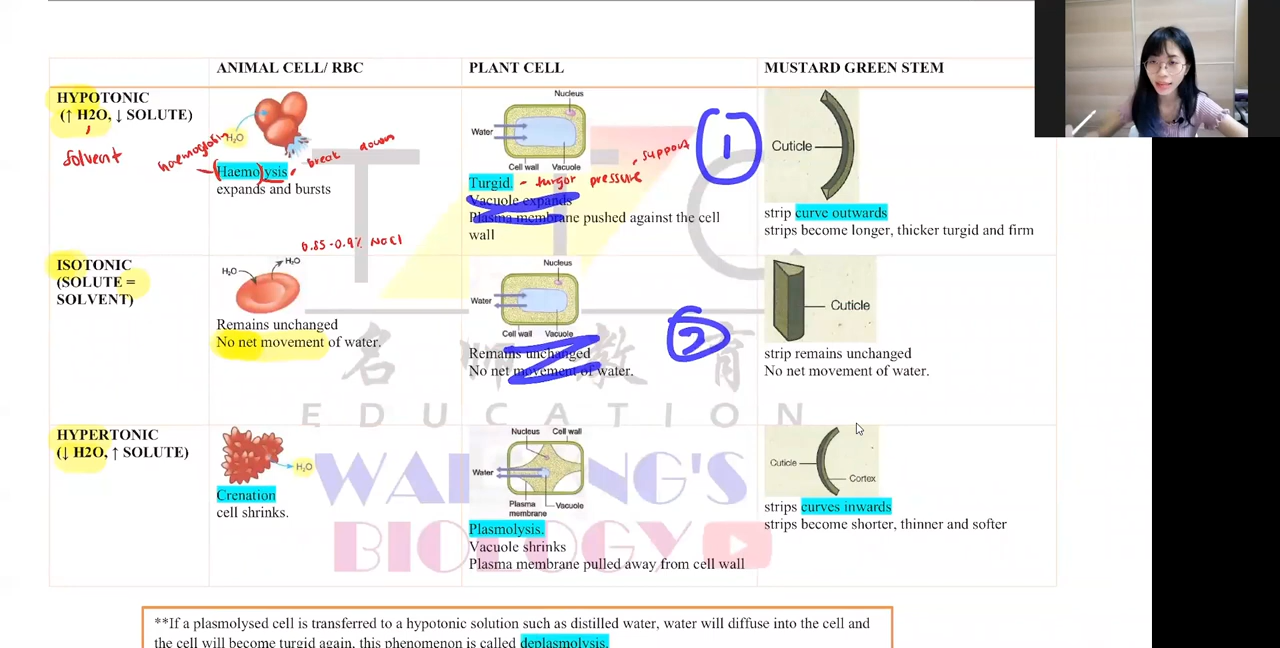 ANIMAL CELL/ RBC
PLANT CELL
MUSTARD GREEN STEM
HYPOTONIC
(↑ H2O, ↓ SOLUTE)
solvent
H₂O
haemoglobin
break down
Haemolysis
expands and bursts
Nucleus
Water
Cell wall
Vacuole
Turgid. - turgor pressure, support
Vacuole expands
Plasma membrane pushed against the cell
wall
1
Cuticle
strip curve outwards
strips become longer, thicker turgid and firm
ISOTONIC
(SOLUTE =
SOLVENT)
0.85-0.9% NaCl
H₂O
H₂O
Remains unchanged
No net movement of water.
Nucleus
Water
Cell wall
Vacuole
Remains unchanged
No net movement of water.
2
Cuticle
strip remains unchanged
No net movement of water.
名師教育
EDUCATION
HYPERTONIC
(↓ H2O, ↑ SOLUTE)
H₂O
Crenation
cell shrinks.
Nucleus
Cell wall
Water
Plasma
membrane
Vacuole
Plasmolysis.
Vacuole shrinks
Plasma membrane pulled away from cell wall
Cuticle
Cortex
strips curves inwards
strips become shorter, thinner and softer
BIOLOGY
**If a plasmolysed cell is transferred to a hypotonic solution such as distilled water, water will diffuse into the cell and
the cell will become turgid again, this phenomenon is called deplasmolysis.